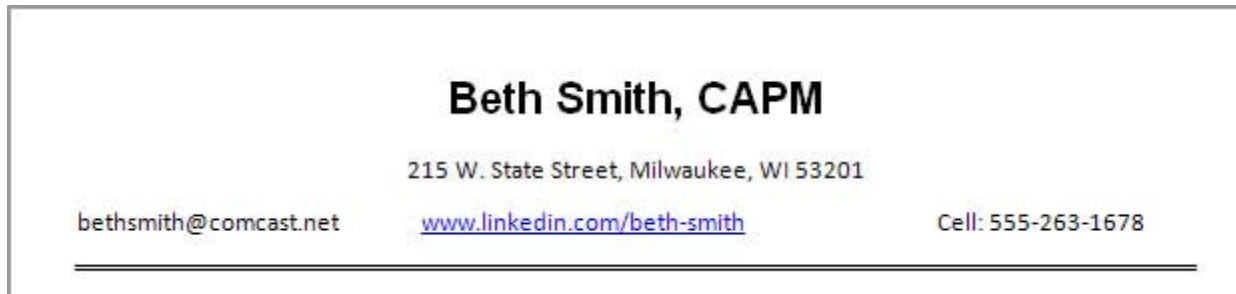 Beth Smith, CAPM
215 W. State Street, Milwaukee, WI 53201
bethsmith@comcast.net www.linkedin.com/beth-smith Cell: 555-263-1678